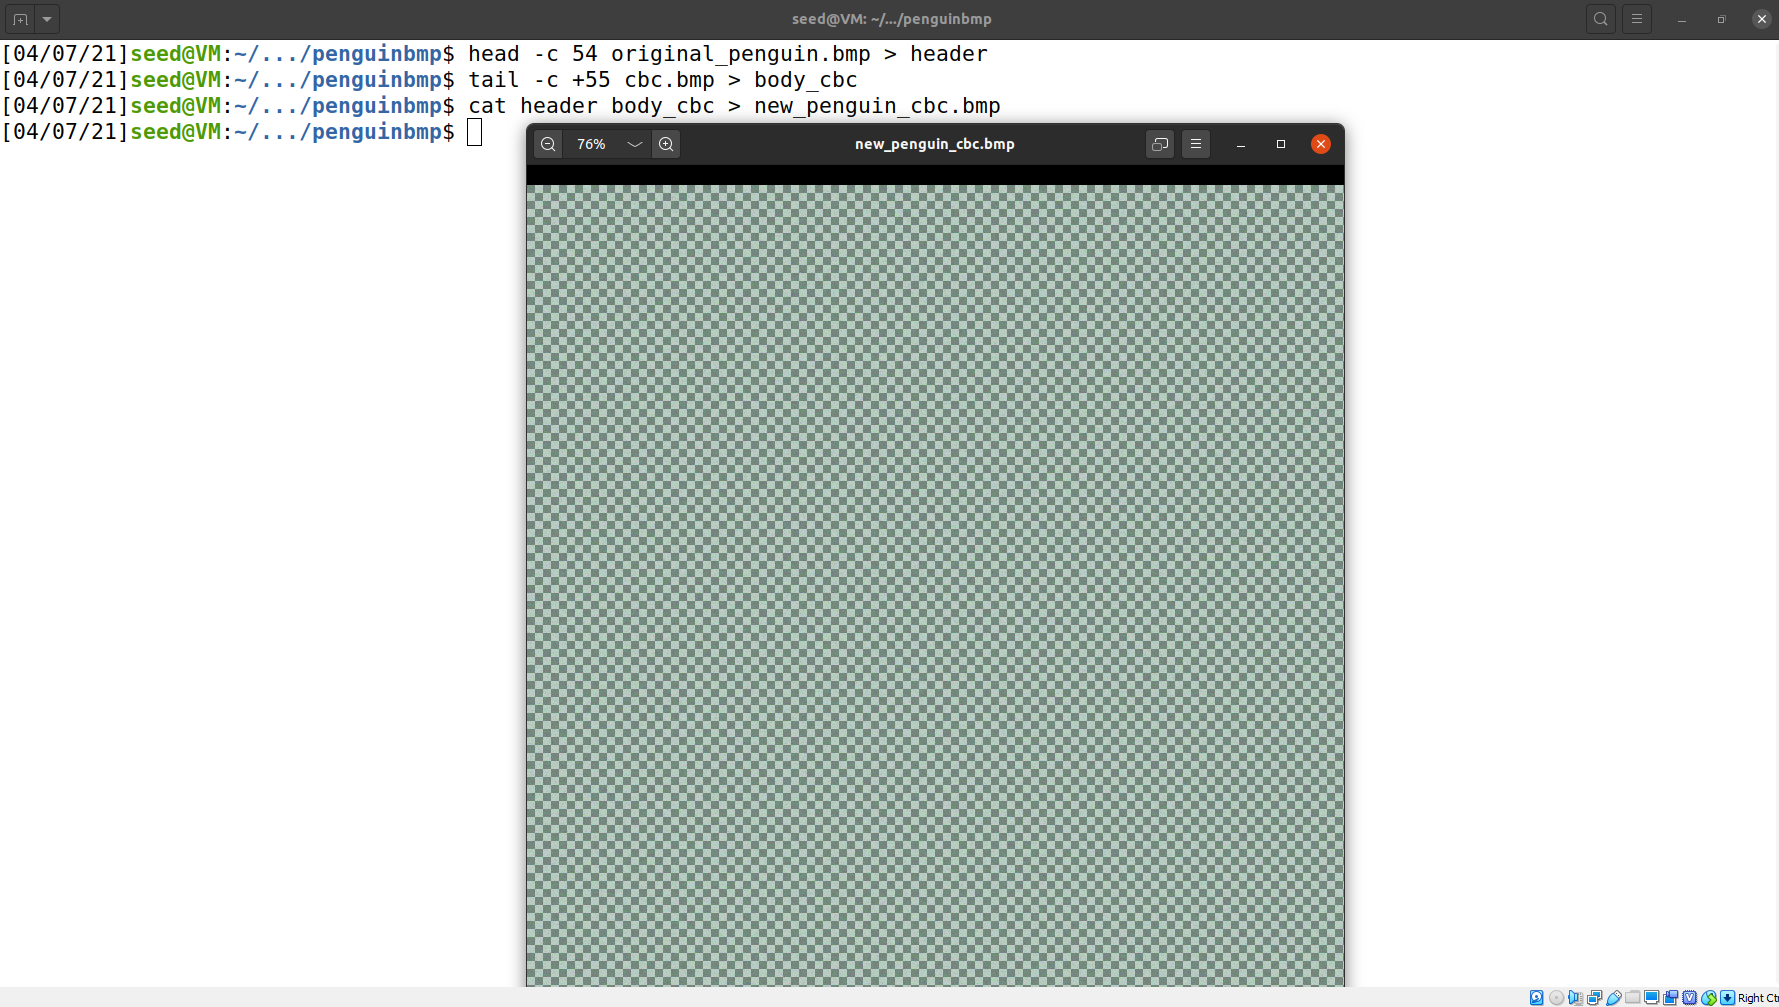 seed@VM: ~/.../penguinbmp
[04/07/21]seed@VM:~/.../penguinbmp$ head -c 54 original_penguin.bmp > header
[04/07/21]seed@VM:~/.../penguinbmp$ tail -c +55 cbc.bmp > body_cbc
[04/07/21]seed@VM:~/.../penguinbmp$ cat header body_cbc > new_penguin_cbc.bmp
[04/07/21]seed@VM:~/.../penguinbmp$
76% new_penguin_cbc.bmp
Right Ct